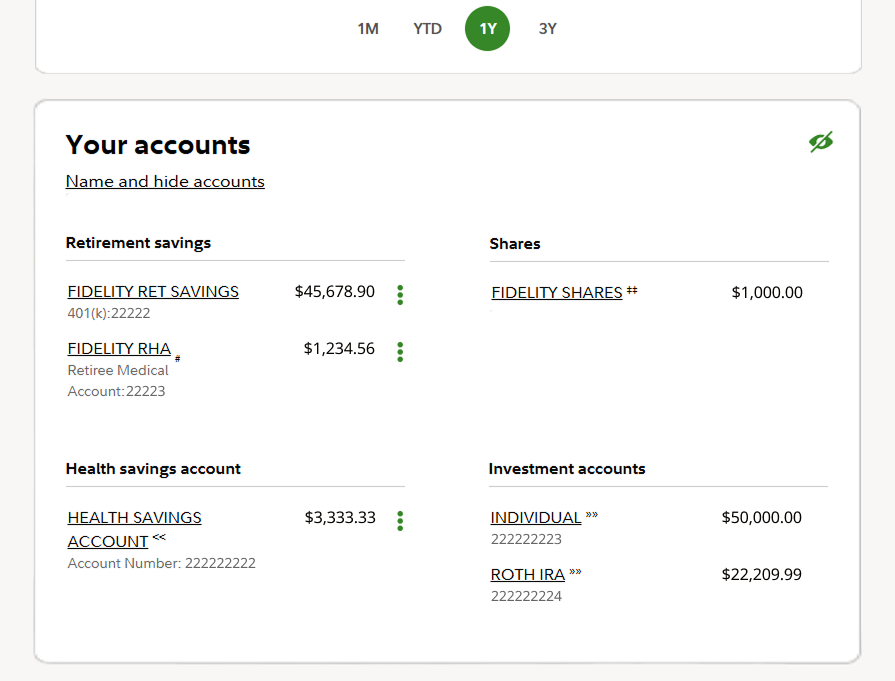 1M YTD 1Y 3Y
Your accounts
Name and hide accounts
Retirement savings
FIDELITY RET SAVINGS $45,678.90
401(k):22222
FIDELITY RHA # $1,234.56
Retiree Medical
Account:22223
Shares
FIDELITY SHARES ‡‡ $1,000.00
Health savings account
HEALTH SAVINGS $3,333.33
ACCOUNT <<
Account Number: 222222222
Investment accounts
INDIVIDUAL »» $50,000.00
222222223
ROTH IRA »» $22,209.99
222222224